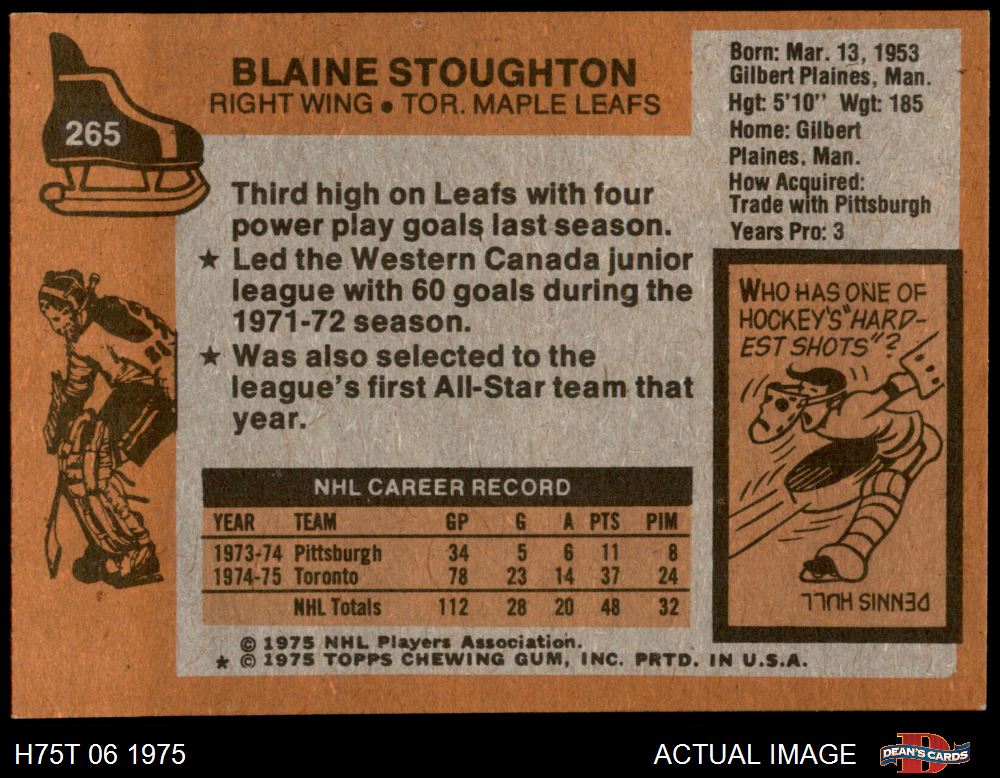 265
BLAINE STOUGHTON
RIGHT WING • TOR. MAPLE LEAFS
Born: Mar. 13, 1953
Gilbert Plaines, Man.
Hgt: 5'10" Wgt: 185
Home: Gilbert
Plaines, Man.
How Acquired:
Trade with Pittsburgh
Years Pro: 3
Third high on Leafs with four
power play goals last season.
★ Led the Western Canada junior
league with 60 goals during the
1971-72 season.
★ Was also selected to the
league's first All-Star team that
year.
WHO HAS ONE OF
HOCKEY'S "HARD-
EST SHOTS"?
DENNIS HULL
NHL CAREER RECORD
YEAR TEAM GP G A PTS PIM
1973-74 Pittsburgh 34 5 6 11 8
1974-75 Toronto 78 23 14 37 24
NHL Totals 112 28 20 48 32
© 1975 NHL Players Association.
★ © 1975 TOPPS CHEWING GUM, INC. PRTD. IN U.S.A.
H75T 06 1975
ACTUAL IMAGE
DEAN'S CARDS